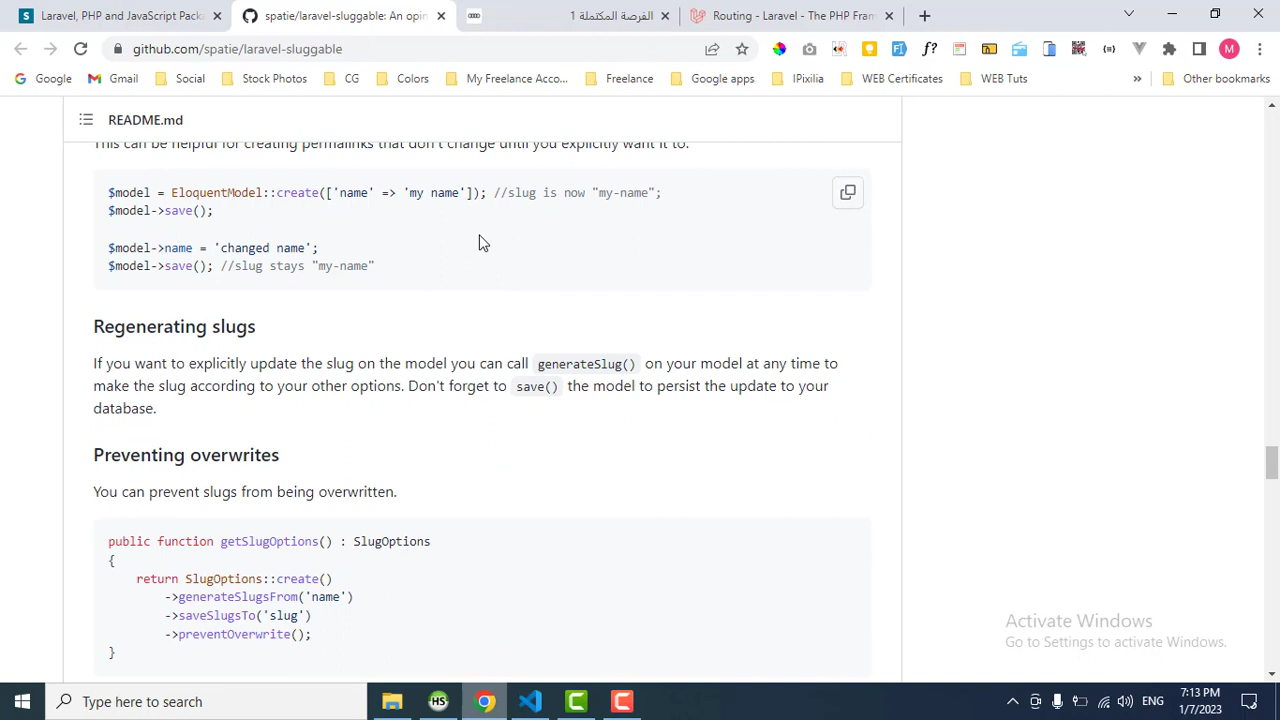 Laravel, PHP and JavaScript Pack
spatie/laravel-sluggable: An opin
الفرصة المكتملة 1
Routing - Laravel - The PHP Fram
github.com/spatie/laravel-sluggable
M
Google
Gmail
Social
Stock Photos
CG
Colors
My Freelance Acco...
Freelance
Google apps
IPixilia
WEB Certificates
WEB Tuts
Other bookmarks
README.md
This can be helpful for creating permalinks that don't change until you explicitly want it to.
$model = EloquentModel::create(['name' => 'my name']); //slug is now "my-name";
$model->save();
$model->name = 'changed name';
$model->save(); //slug stays "my-name"
Regenerating slugs
If you want to explicitly update the slug on the model you can call generateSlug() on your model at any time to
make the slug according to your other options. Don't forget to save() the model to persist the update to your
database.
Preventing overwrites
You can prevent slugs from being overwritten.
public function getSlugOptions() : SlugOptions
{
return SlugOptions::create()
->generateSlugsFrom('name')
->saveSlugsTo('slug')
->preventOverwrite();
}
Activate Windows
Go to Settings to activate Windows.
Type here to search
HS
ENG
7:13 PM
1/7/2023